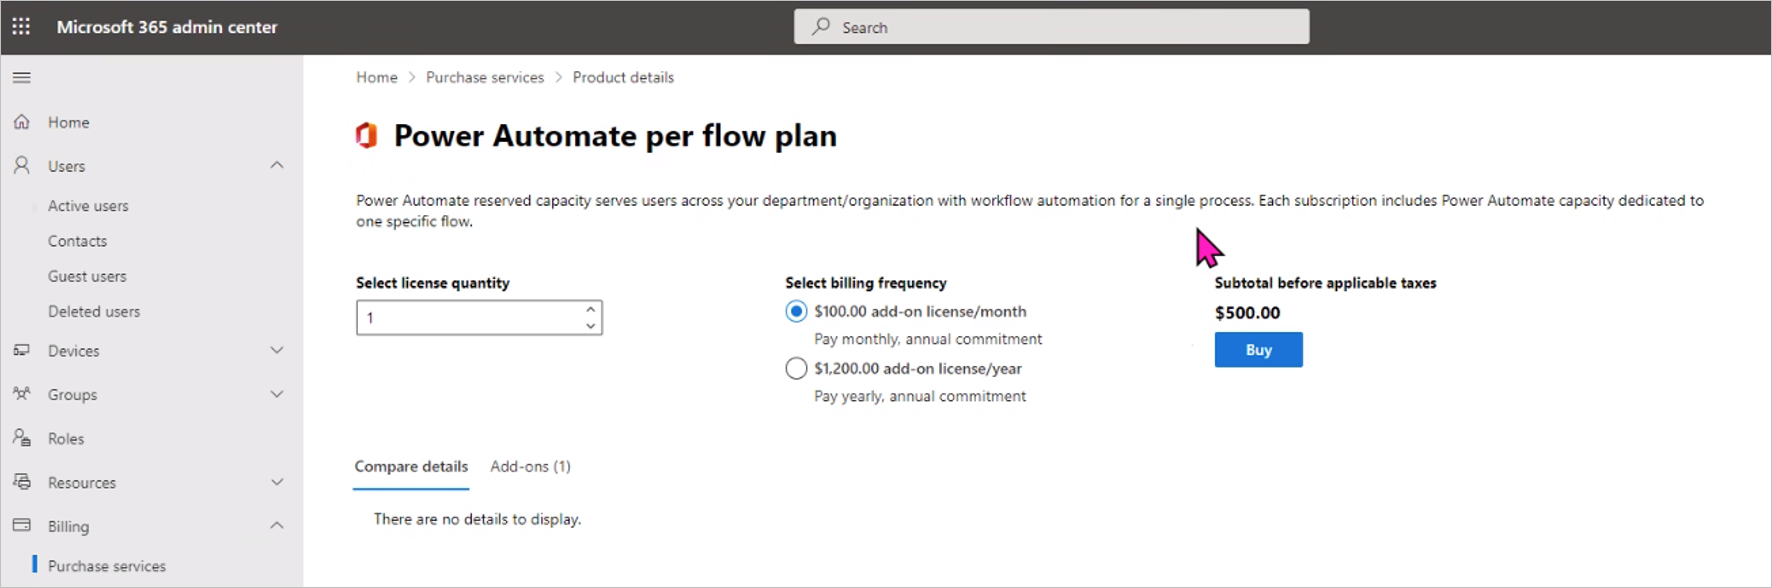 Microsoft 365 admin center
Search
Home
Users
Active users
Contacts
Guest users
Deleted users
Devices
Groups
Roles
Resources
Billing
Purchase services
Home > Purchase services > Product details
Power Automate per flow plan
Power Automate reserved capacity serves users across your department/organization with workflow automation for a single process. Each subscription includes Power Automate capacity dedicated to
one specific flow.
Select license quantity
1
Select billing frequency
$100.00 add-on license/month
Pay monthly, annual commitment
$1,200.00 add-on license/year
Pay yearly, annual commitment
Subtotal before applicable taxes
$500.00
Buy
Compare details
Add-ons (1)
There are no details to display.